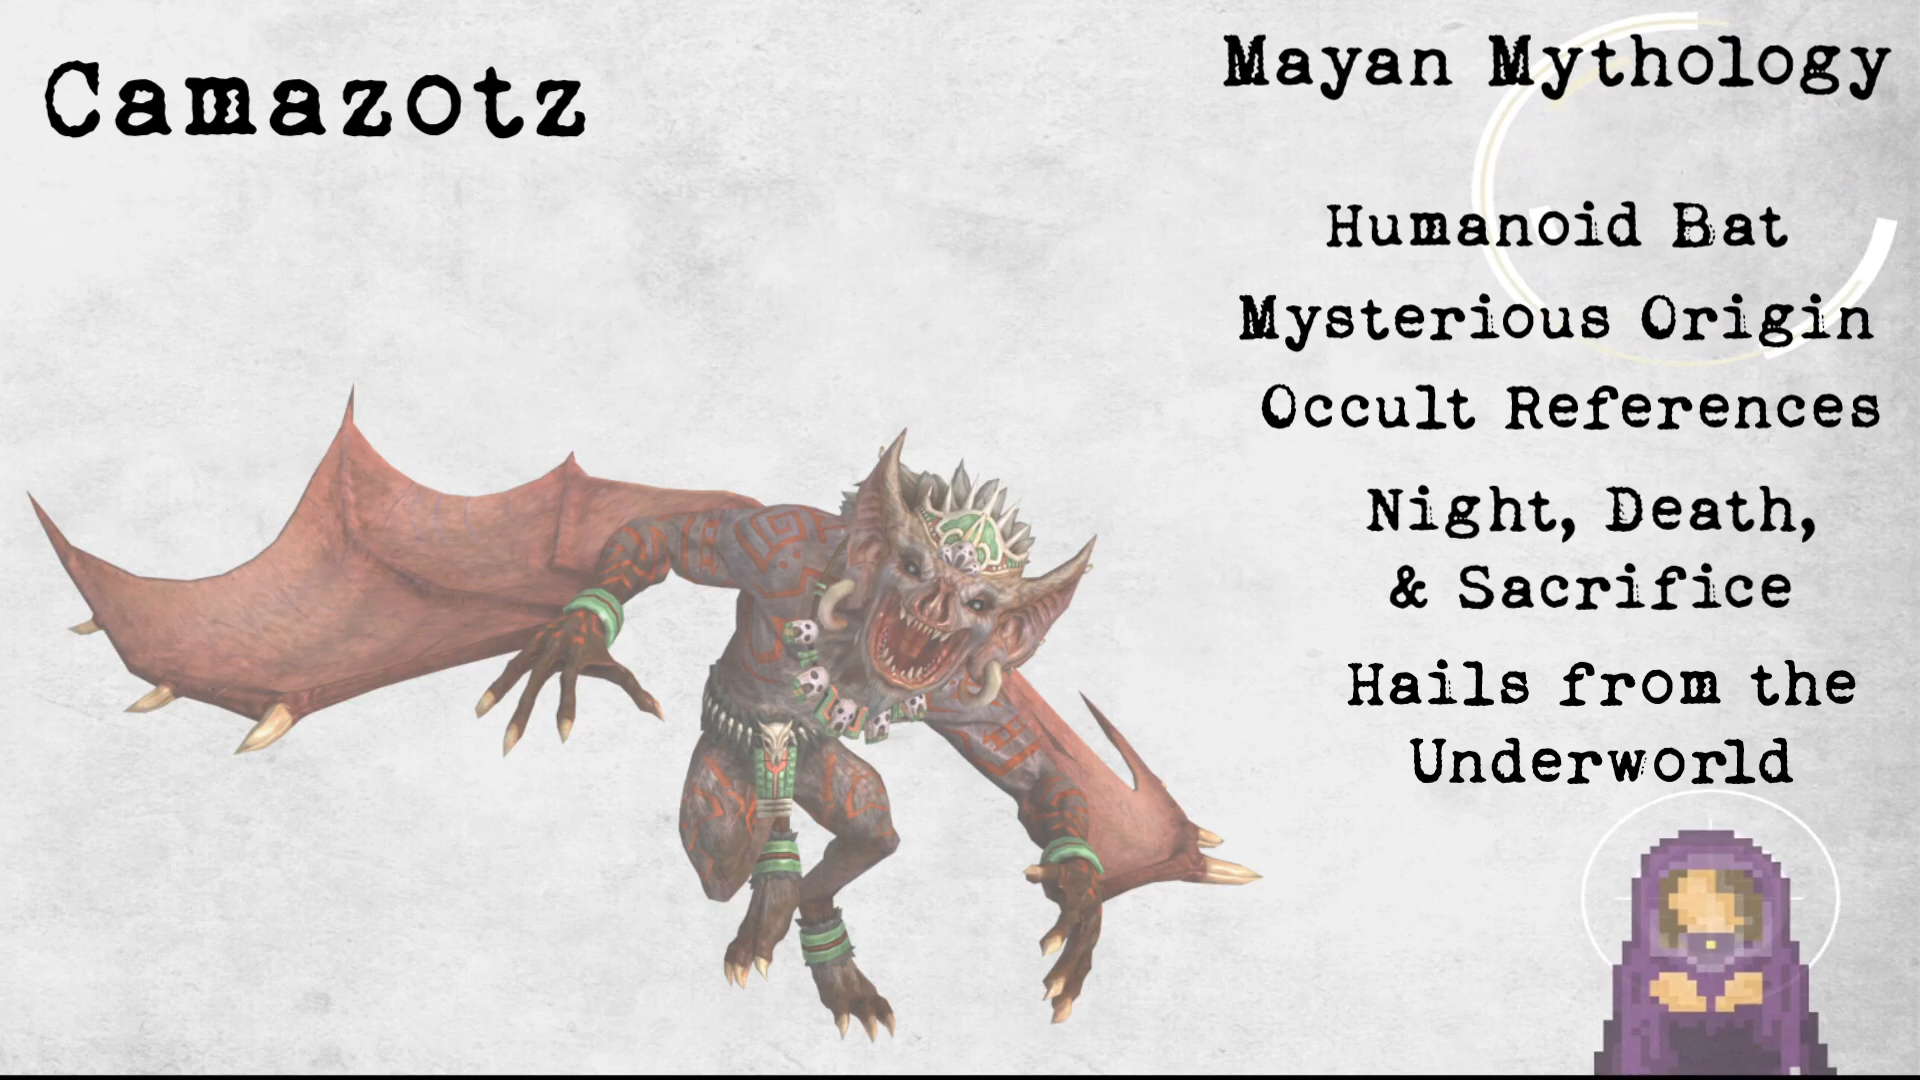 Camazotz
Mayan Mythology
Humanoid Bat
Mysterious Origin
Occult References
Night, Death,
& Sacrifice
Hails from the
Underworld